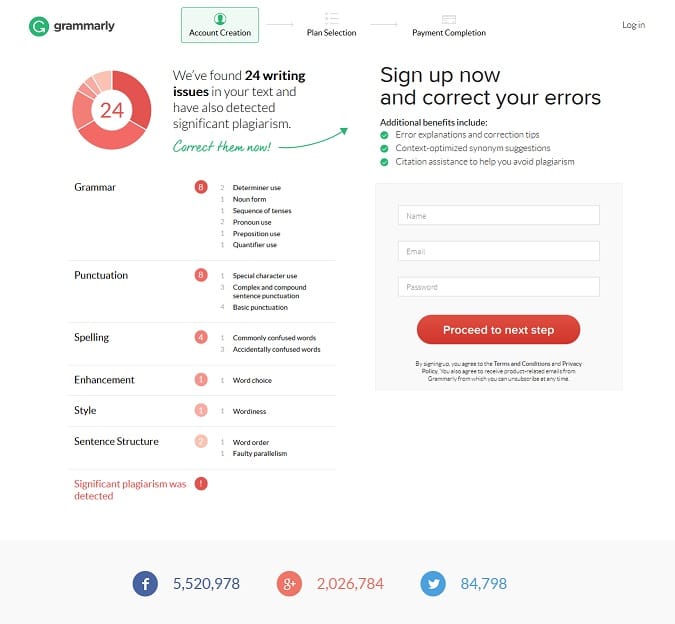 grammarly
Account Creation
Plan Selection
Payment Completion
Log in
24
We've found 24 writing
issues in your text and
have also detected
significant plagiarism.
Correct them now!
Grammar 8
2 Determiner use
1 Noun form
1 Sequence of tenses
2 Pronoun use
1 Preposition use
1 Quantifier use
Punctuation 8
1 Special character use
3 Complex and compound
sentence punctuation
4 Basic punctuation
Spelling 4
1 Commonly confused words
3 Accidentally confused words
Enhancement 1
1 Word choice
Style 1
1 Wordiness
Sentence Structure 2
1 Word order
1 Faulty parallelism
Significant plagiarism was !
detected
Sign up now
and correct your errors
Additional benefits include:
Error explanations and correction tips
Context-optimized synonym suggestions
Citation assistance to help you avoid plagiarism
Name
Email
Password
Proceed to next step
By signing up, you agree to the Terms and Conditions and Privacy
Policy. You also agree to receive product-related emails from
Grammarly from which you can unsubscribe at any time.
f 5,520,978
g+ 2,026,784
84,798